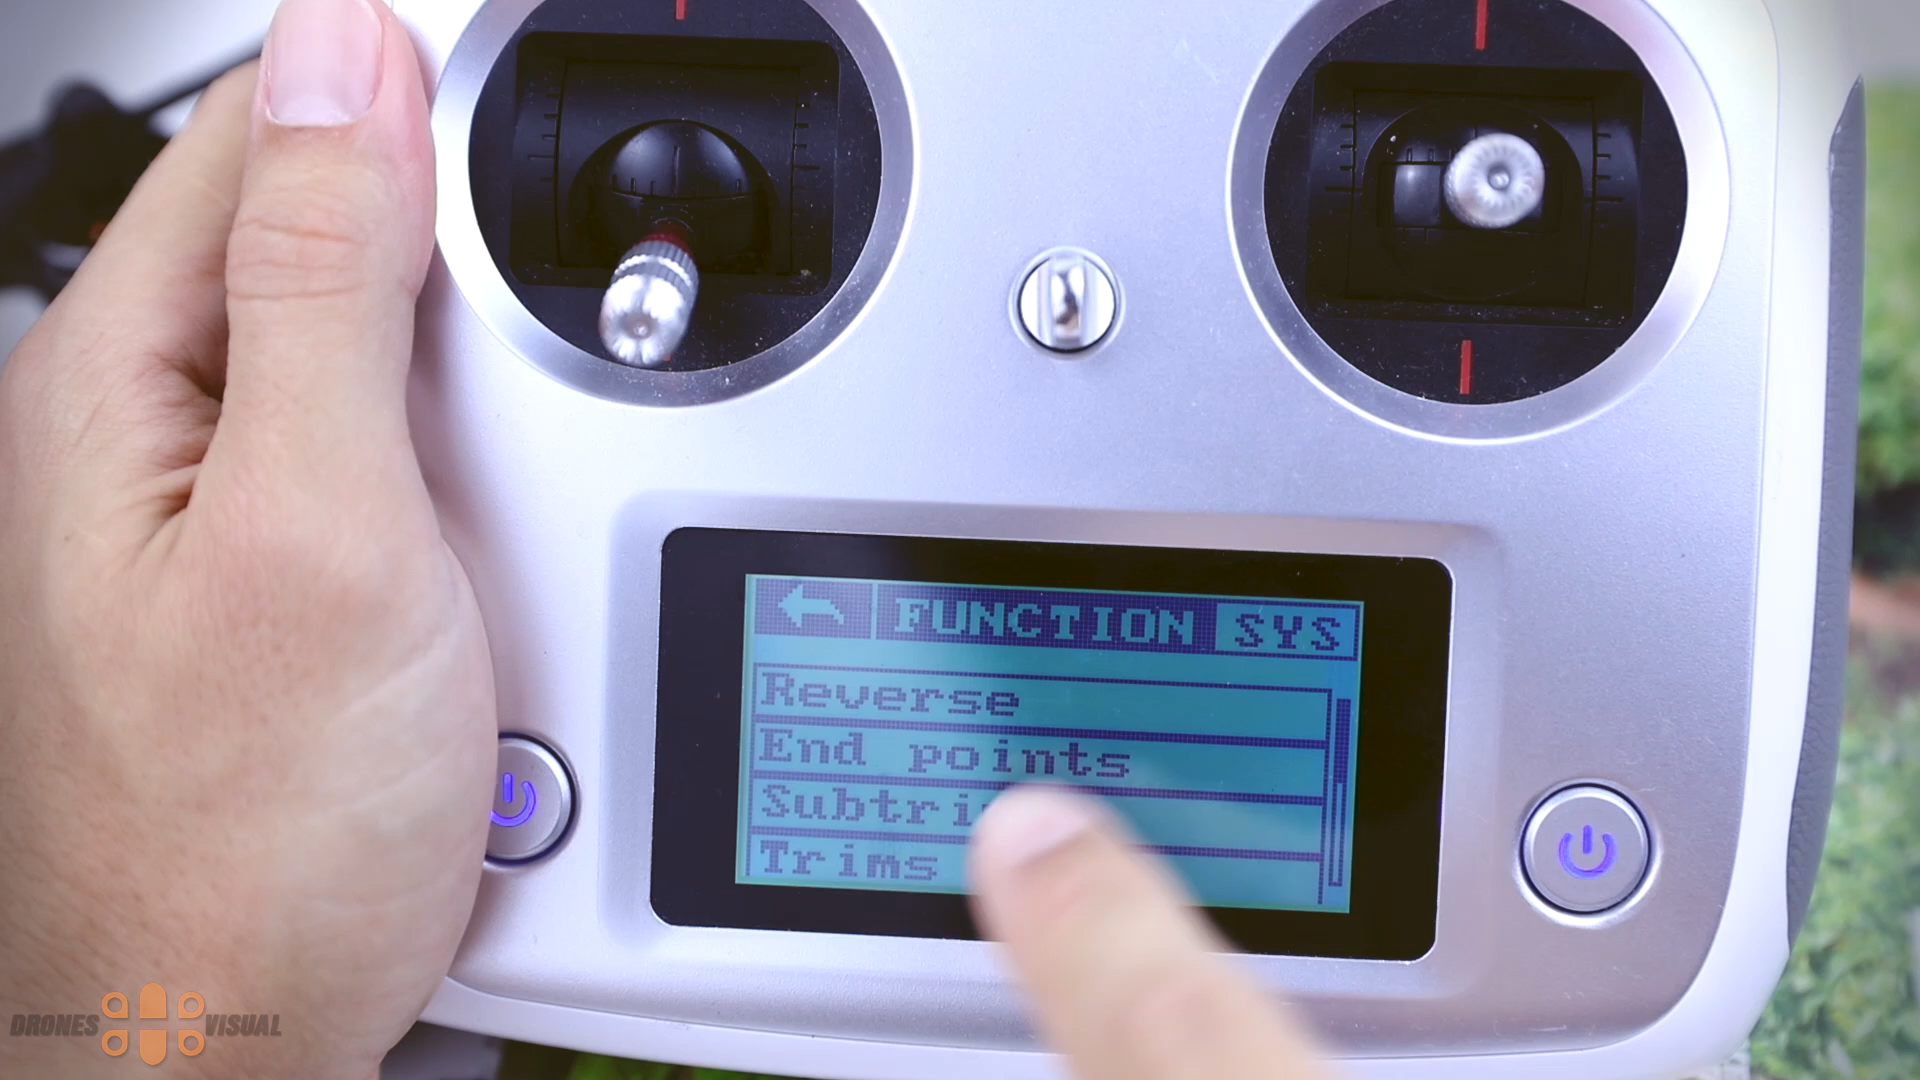 FUNCTION SYS
Reverse
End points
Trims
DRONES VISUAL